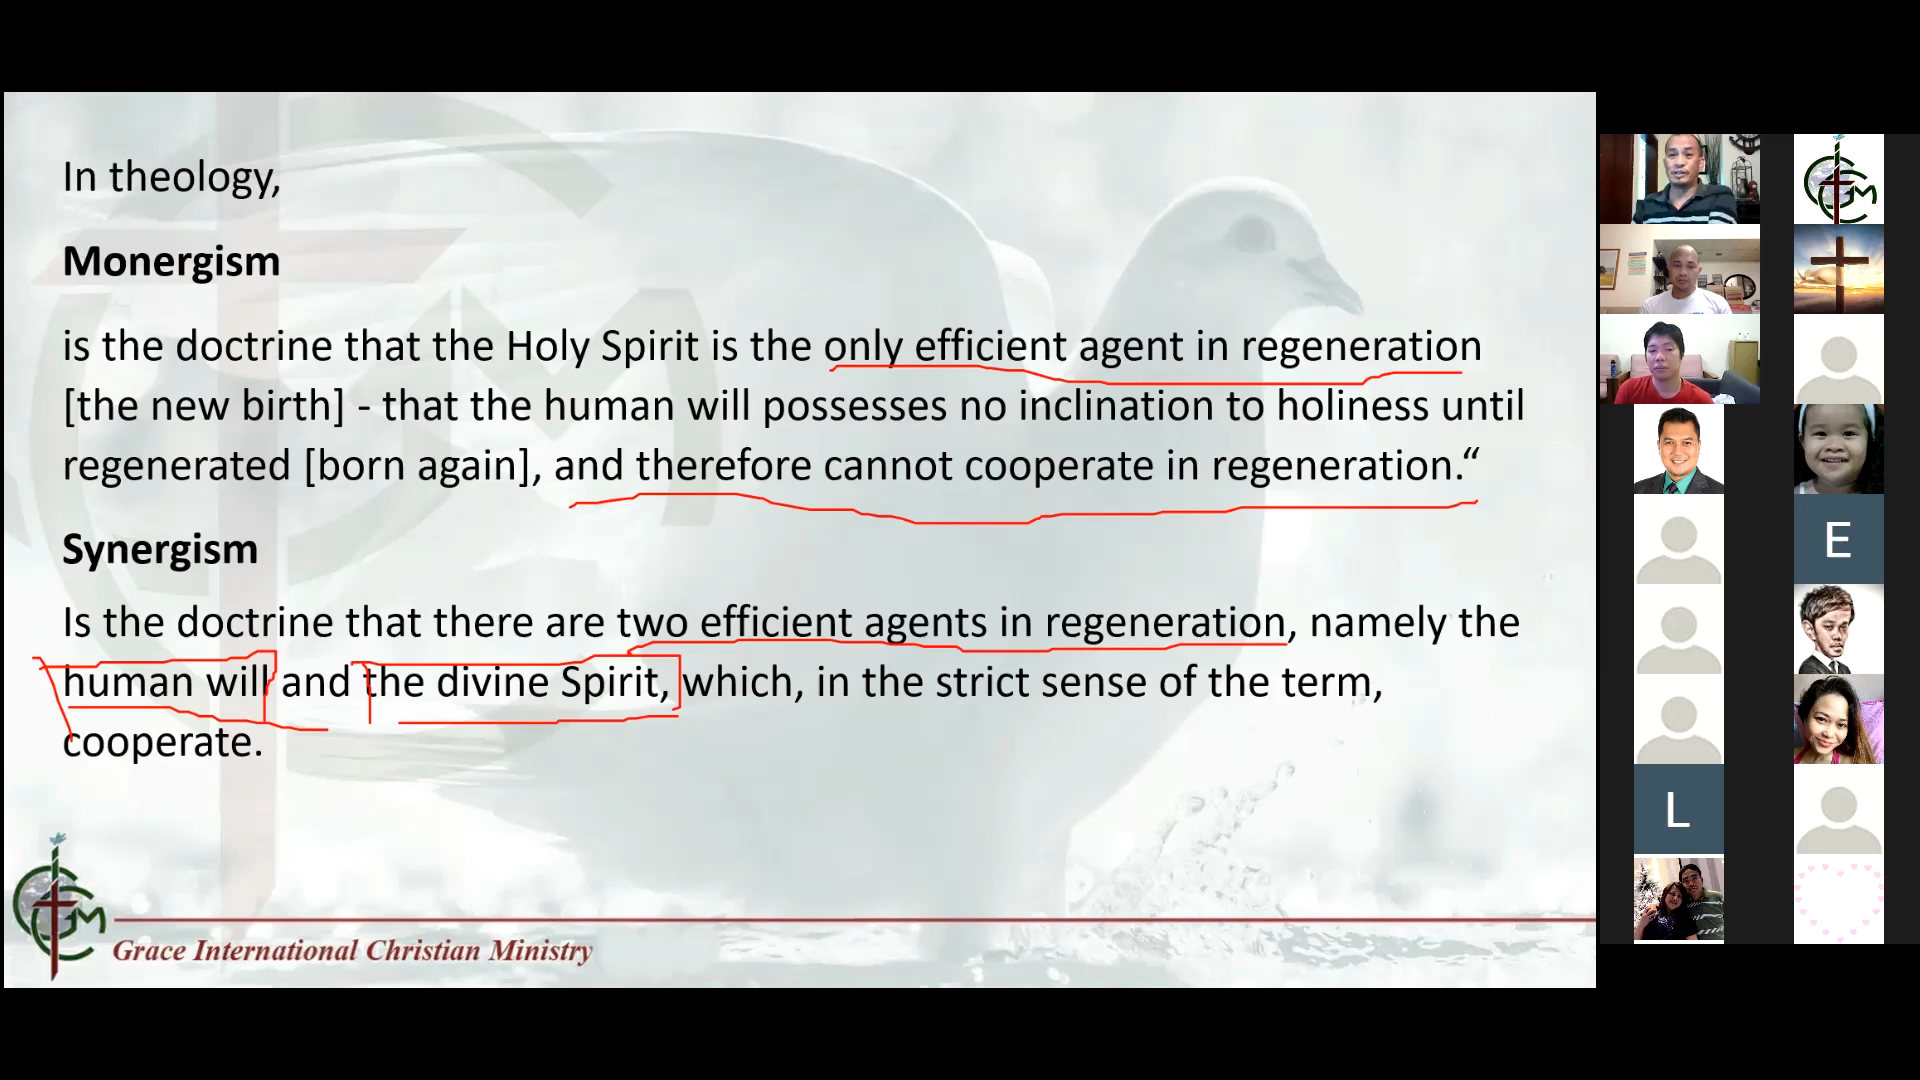 In theology,
Monergism
is the doctrine that the Holy Spirit is the only efficient agent in regeneration
[the new birth] - that the human will possesses no inclination to holiness until
regenerated [born again], and therefore cannot cooperate in regeneration.“
Synergism
Is the doctrine that there are two efficient agents in regeneration, namely the
human will and the divine Spirit, which, in the strict sense of the term,
cooperate.
GICM
Grace International Christian Ministry
E
L